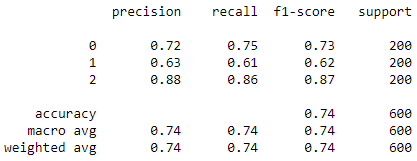 precision recall f1-score support
0 0.72 0.75 0.73 200
1 0.63 0.61 0.62 200
2 0.88 0.86 0.87 200
accuracy 0.74 600
macro avg 0.74 0.74 0.74 600
weighted avg 0.74 0.74 0.74 600